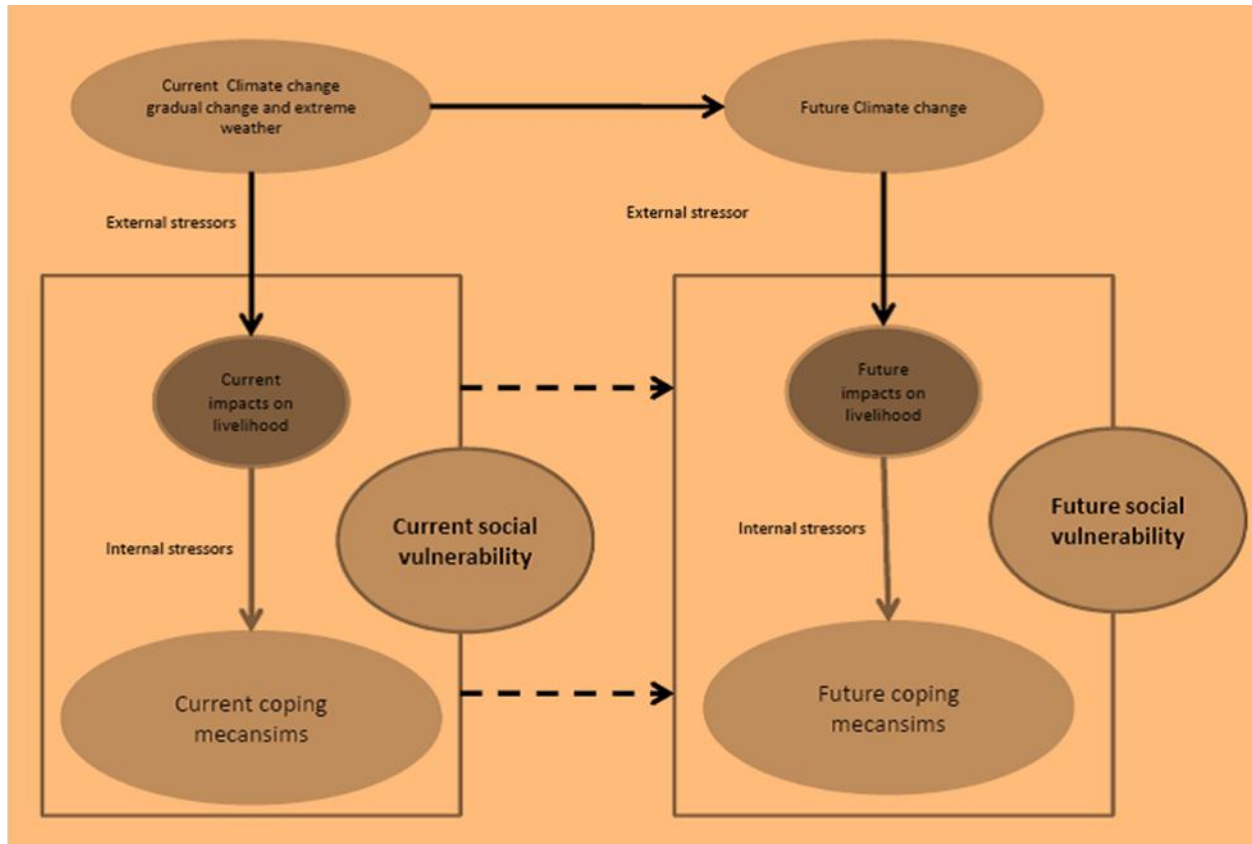 Current Climate change
gradual change and extreme
weather
Future Climate change
External stressors
External stressor
Current
impacts on
livelihood
Future
impacts on
livelihood
Current social
vulnerability
Future social
vulnerability
Internal stressors
Internal stressors
Current coping
mecansims
Future coping
mecansims